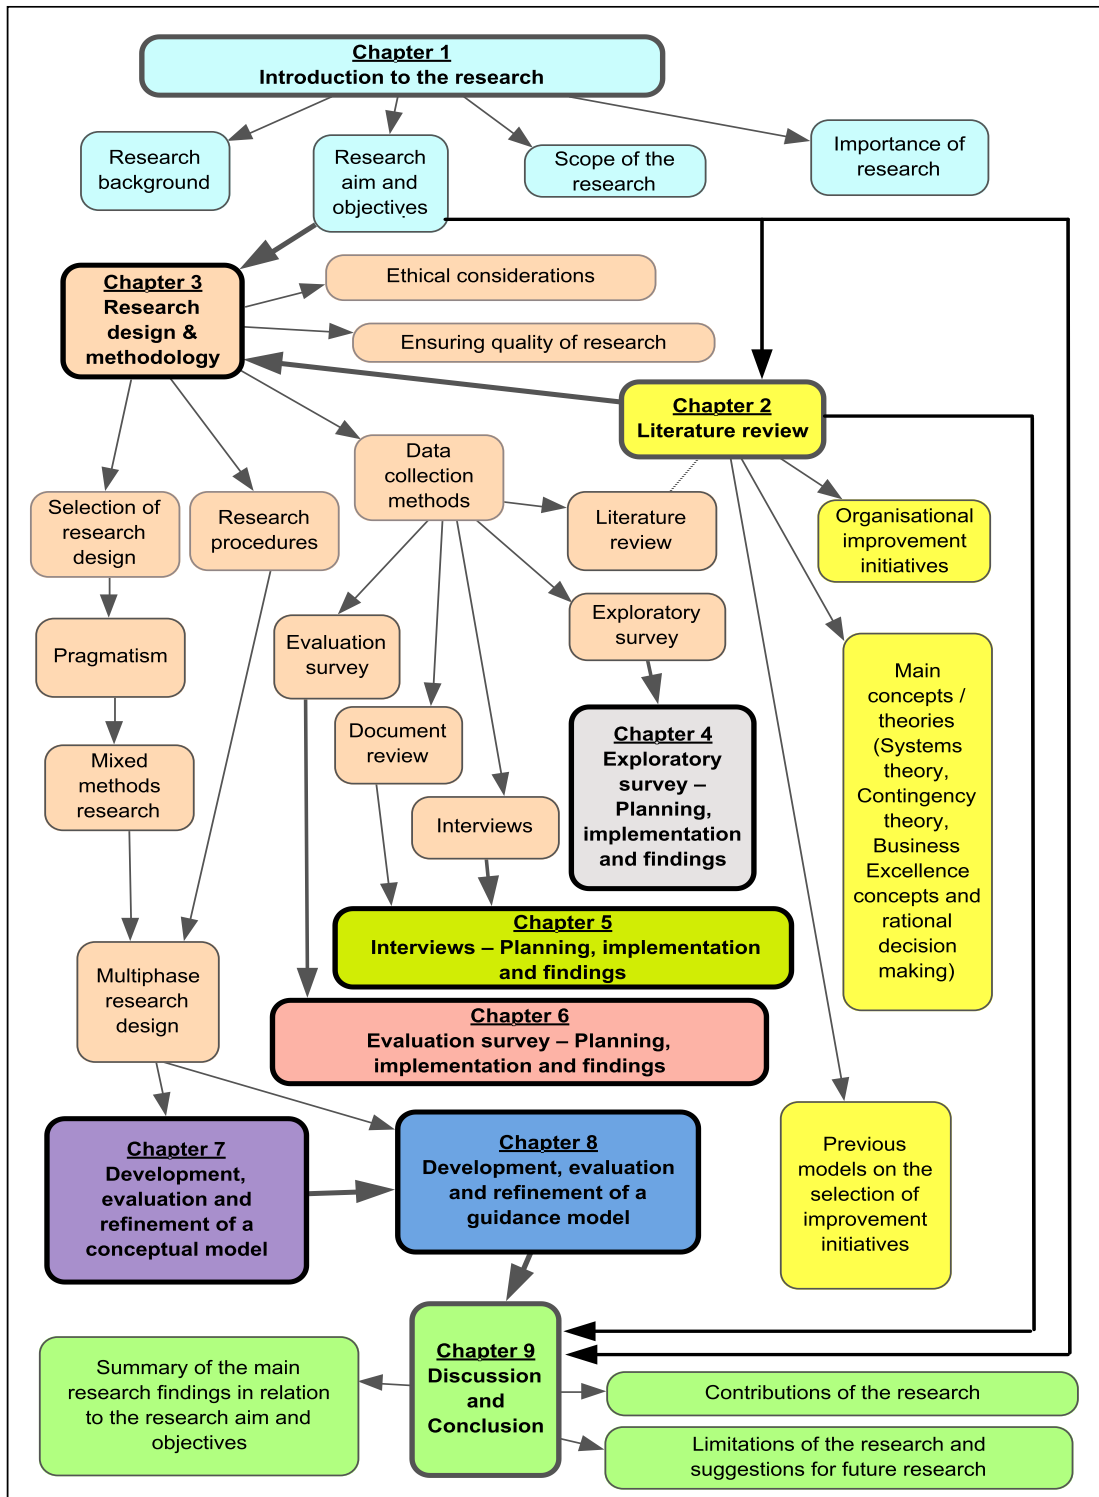 Chapter 1
Introduction to the research
Research
background
Research
aim and
objectives
Scope of the
research
Importance of
research
Chapter 3
Research
design &
methodology
Ethical considerations
Ensuring quality of research
Chapter 2
Literature review
Data
collection
methods
Selection of
research
design
Research
procedures
Literature
review
Organisational
improvement
initiatives
Pragmatism
Evaluation
survey
Exploratory
survey
Main
concepts /
theories
(Systems
theory,
Contingency
theory,
Business
Excellence
concepts and
rational
decision
making)
Document
review
Mixed
methods
research
Interviews
Chapter 4
Exploratory
survey –
Planning,
implementation
and findings
Chapter 5
Interviews – Planning, implementation
and findings
Multiphase
research
design
Chapter 6
Evaluation survey – Planning,
implementation and findings
Chapter 7
Development,
evaluation and
refinement of a
conceptual model
Chapter 8
Development, evaluation
and refinement of a
guidance model
Previous
models on the
selection of
improvement
initiatives
Chapter 9
Discussion
and
Conclusion
Summary of the main
research findings in relation
to the research aim and
objectives
Contributions of the research
Limitations of the research and
suggestions for future research